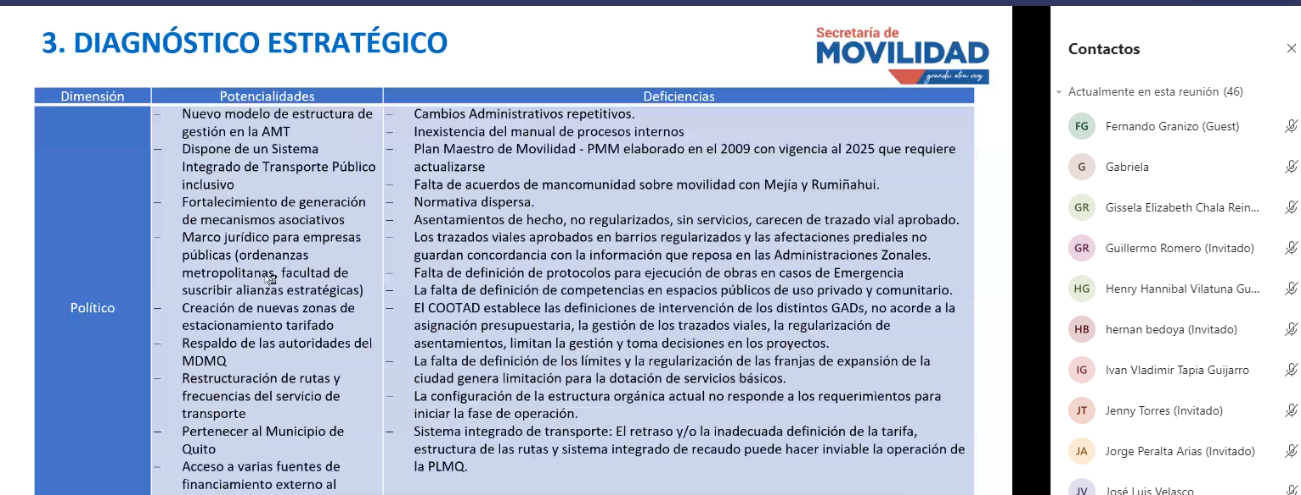 3. DIAGNÓSTICO ESTRATÉGICO
Secretaría de
MOVILIDAD
grande otra vez
Dimensión
Potencialidades
Deficiencias
Político
– Nuevo modelo de estructura de
gestión en la AMT
– Dispone de un Sistema
Integrado de Transporte Público
inclusivo
– Fortalecimiento de generación
de mecanismos asociativos
– Marco jurídico para empresas
públicas (ordenanzas
metropolitanas, facultad de
suscribir alianzas estratégicas)
– Creación de nuevas zonas de
estacionamiento tarifado
– Respaldo de las autoridades del
MDMQ
– Restructuración de rutas y
frecuencias del servicio de
transporte
– Pertenecer al Municipio de
Quito
– Acceso a varias fuentes de
financiamiento externo al
– Cambios Administrativos repetitivos.
– Inexistencia del manual de procesos internos
– Plan Maestro de Movilidad - PMM elaborado en el 2009 con vigencia al 2025 que requiere
actualizarse
– Falta de acuerdos de mancomunidad sobre movilidad con Mejía y Rumiñahui.
– Normativa dispersa.
– Asentamientos de hecho, no regularizados, sin servicios, carecen de trazado vial aprobado.
– Los trazados viales aprobados en barrios regularizados y las afectaciones prediales no
guardan concordancia con la información que reposa en las Administraciones Zonales.
– Falta de definición de protocolos para ejecución de obras en casos de Emergencia
– La falta de definición de competencias en espacios públicos de uso privado y comunitario.
– El COOTAD establece las definiciones de intervención de los distintos GADs, no acorde a la
asignación presupuestaria, la gestión de los trazados viales, la regularización de
asentamientos, limitan la gestión y toma decisiones en los proyectos.
– La falta de definición de los límites y la regularización de las franjas de expansión de la
ciudad genera limitación para la dotación de servicios básicos.
– La configuración de la estructura orgánica actual no responde a los requerimientos para
iniciar la fase de operación.
– Sistema integrado de transporte: El retraso y/o la inadecuada definición de la tarifa,
estructura de las rutas y sistema integrado de recaudo puede hacer inviable la operación de
la PLMQ.
Contactos
Actualmente en esta reunión (46)
FG Fernando Granizo (Guest)
G Gabriela
GR Gissela Elizabeth Chala Rein...
GR Guillermo Romero (Invitado)
HG Henry Hannibal Vilatuna Gu...
HB hernan bedoya (Invitado)
IG Ivan Vladimir Tapia Guijarro
JT Jenny Torres (Invitado)
JA Jorge Peralta Arias (Invitado)
JV José Luis Velasco